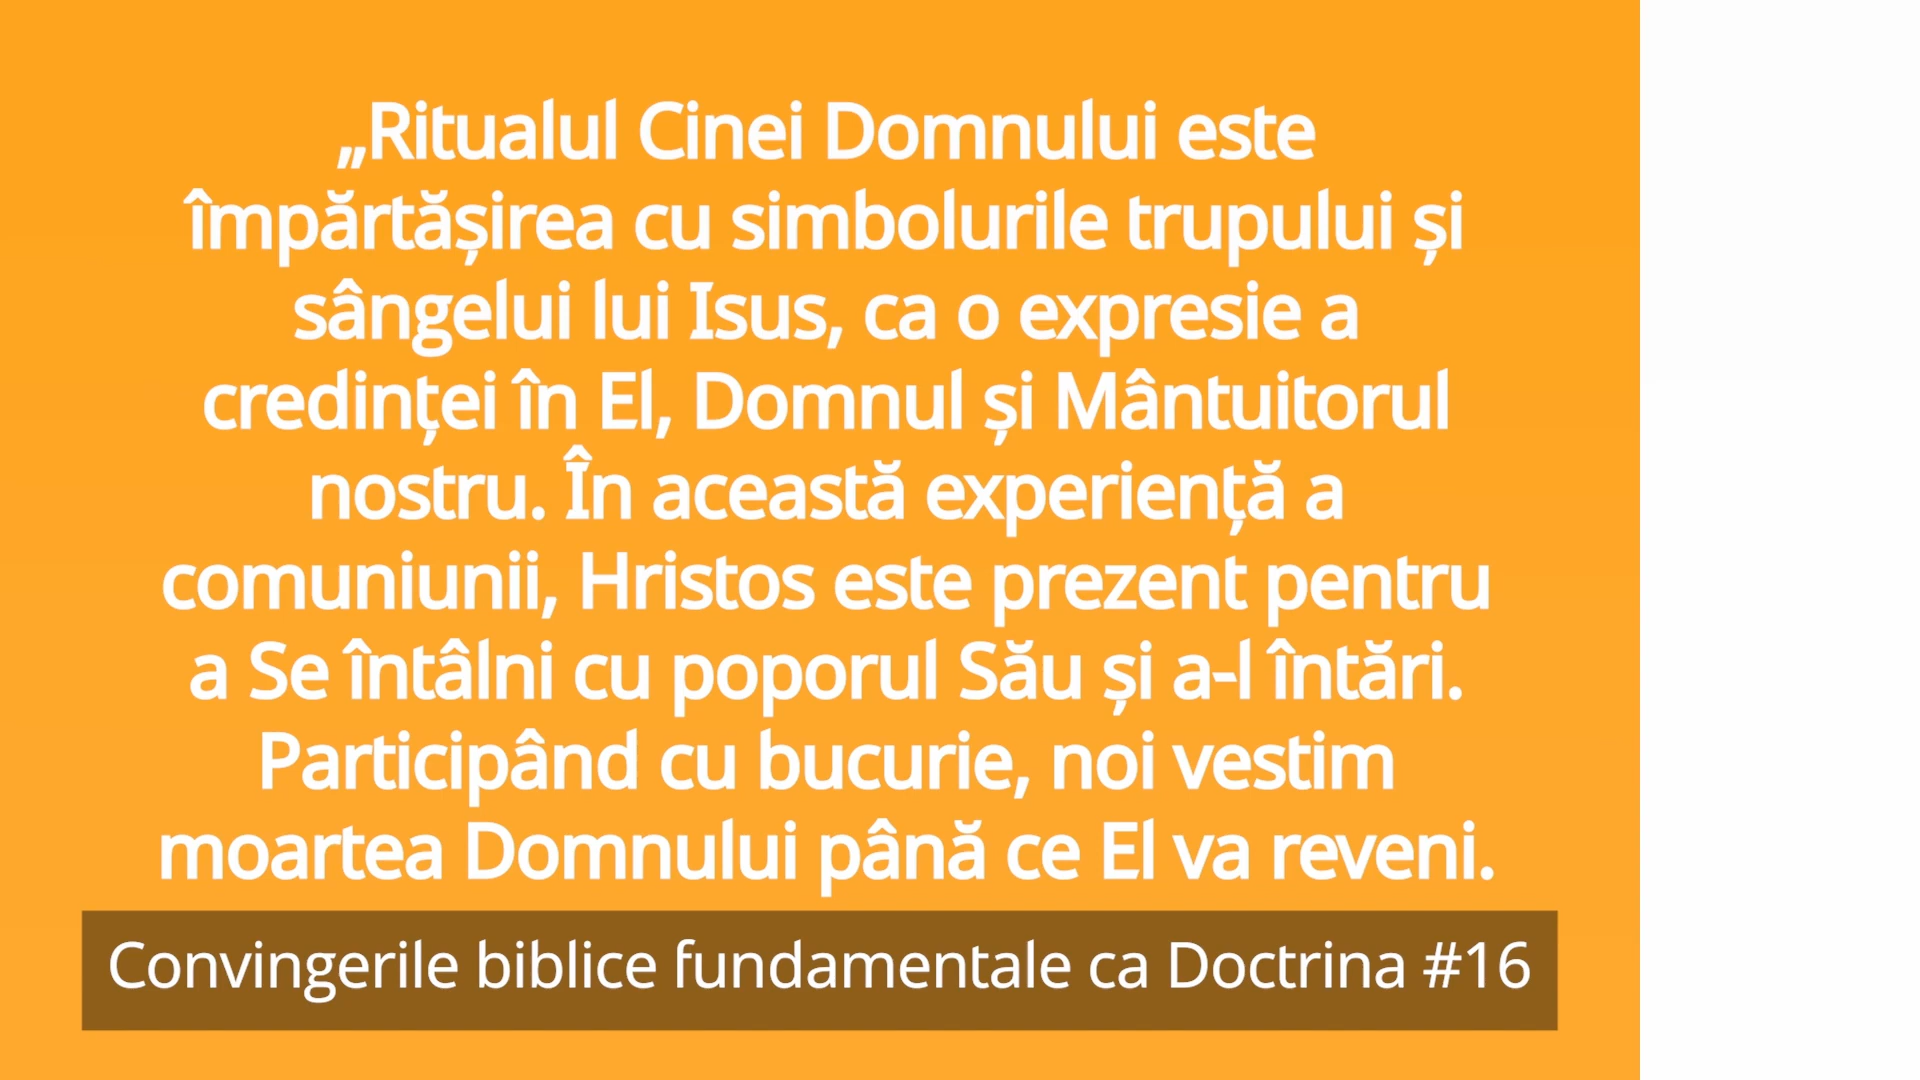 „Ritualul Cinei Domnului este
împărtășirea cu simbolurile trupului și
sângelui lui Isus, ca o expresie a
credinței în El, Domnul și Mântuitorul
nostru. În această experiență a
comuniunii, Hristos este prezent pentru
a Se întâlni cu poporul Său și a-l întări.
Participând cu bucurie, noi vestim
moartea Domnului până ce El va reveni.
Convingerile biblice fundamentale ca Doctrina #16